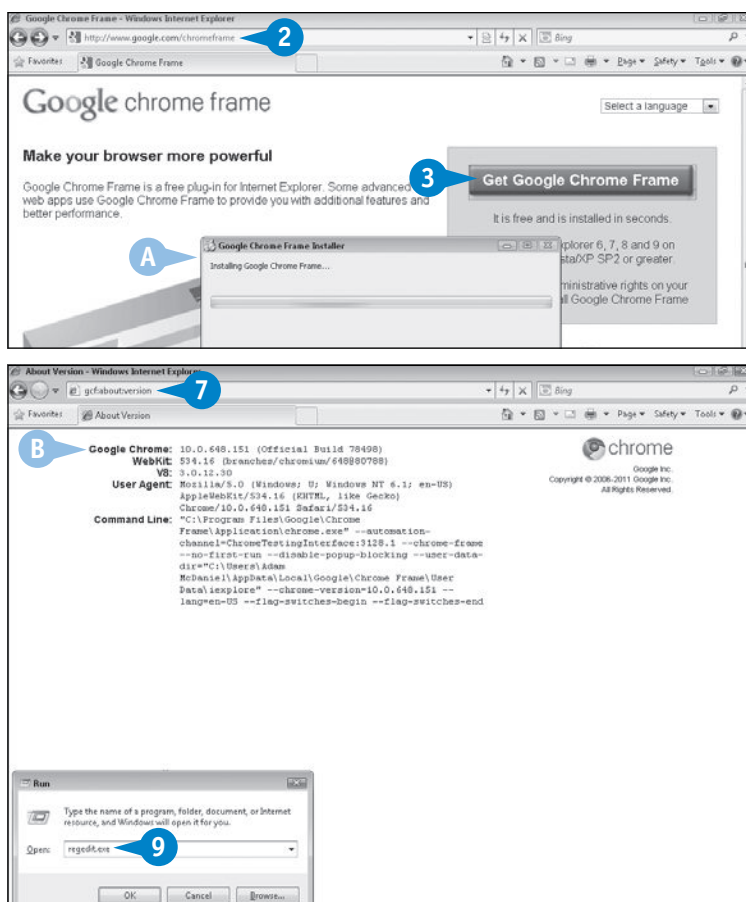 Google Chrome Frame - Windows Internet Explorer
http://www.google.com/chromeframe
2
Bing
Favorites
Google Chrome Frame
Page
Safety
Tools
Google chrome frame
Select a language
Make your browser more powerful
3
Get Google Chrome Frame
Google Chrome Frame is a free plug-in for Internet Explorer. Some advanced
web apps use Google Chrome Frame to provide you with additional features and
better performance.
It is free and is installed in seconds.
A
Google Chrome Frame Installer
Installing Google Chrome Frame...
plorer 6, 7, 8 and 9 on
sta/XP SP2 or greater.
ministrative rights on your
all Google Chrome Frame
About Version - Windows Internet Explorer
gcf:about:version
7
Bing
Favorites
About Version
Page
Safety
Tools
B
Google Chrome: 10.0.648.151 (Official Build 78498)
WebKit: 534.16 (branches/chromium/648@80788)
V8: 3.0.12.30
User Agent: Mozilla/5.0 (Windows; U; Windows NT 6.1; en-US)
AppleWebKit/534.16 (KHTML, like Gecko)
Chrome/10.0.648.151 Safari/534.16
Command Line: "C:\Program Files\Google\Chrome
Frame\Application\chrome.exe" --automation-
channel=ChromeTestingInterface:3128.1 --chrome-frame
--no-first-run --disable-popup-blocking --user-data-
dir="C:\Users\Adam
McDaniel\AppData\Local\Google\Chrome Frame\User
Data\iexplore" --chrome-version=10.0.648.151 --
lang=en-US --flag-switches-begin --flag-switches-end
chrome
Google Inc.
Copyright © 2006-2011 Google Inc.
All Rights Reserved.
Run
Type the name of a program, folder, document, or Internet
resource, and Windows will open it for you.
Open:
regedit.exe
9
OK
Cancel
Browse...